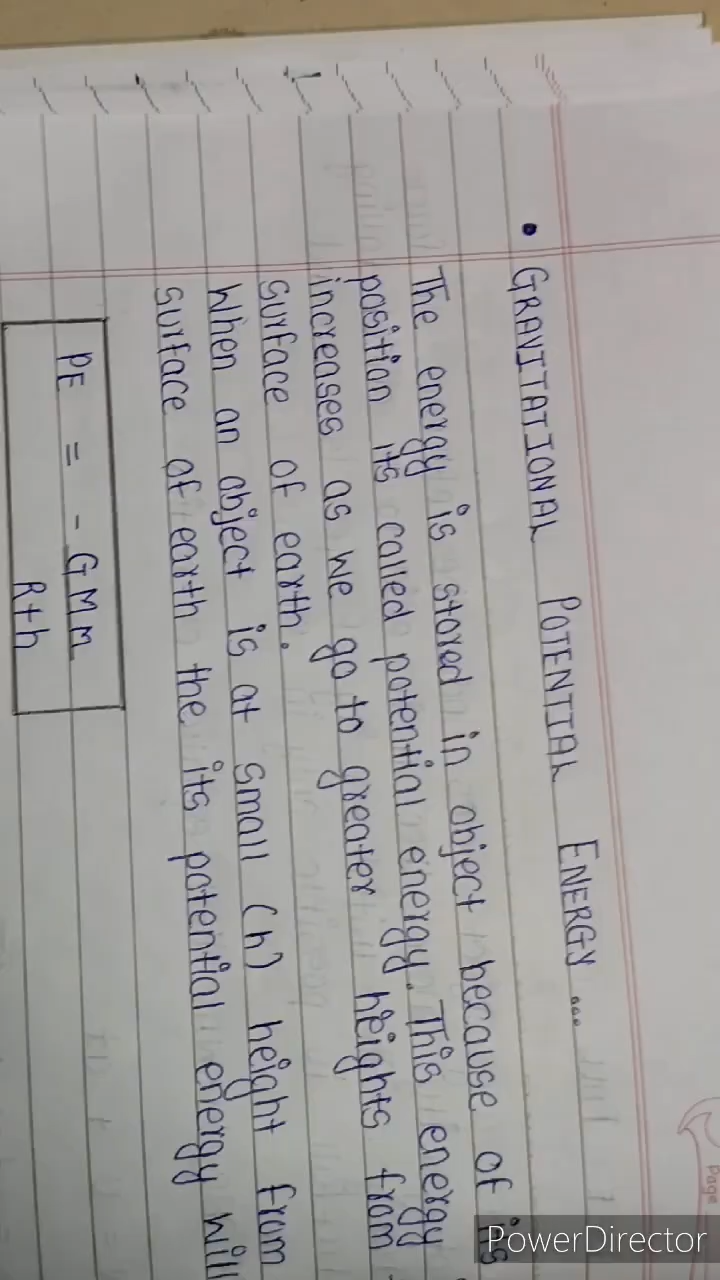 • GRAVITATIONAL POTENTIAL ENERGY...
The energy is stored in object because of its
position its called potential energy. This energy
increases as we go to greater heights from
surface of earth.
When an object is at small (h) height from
surface of earth the its potential energy will
PE = - GMm
R+h
Page
PowerDirector